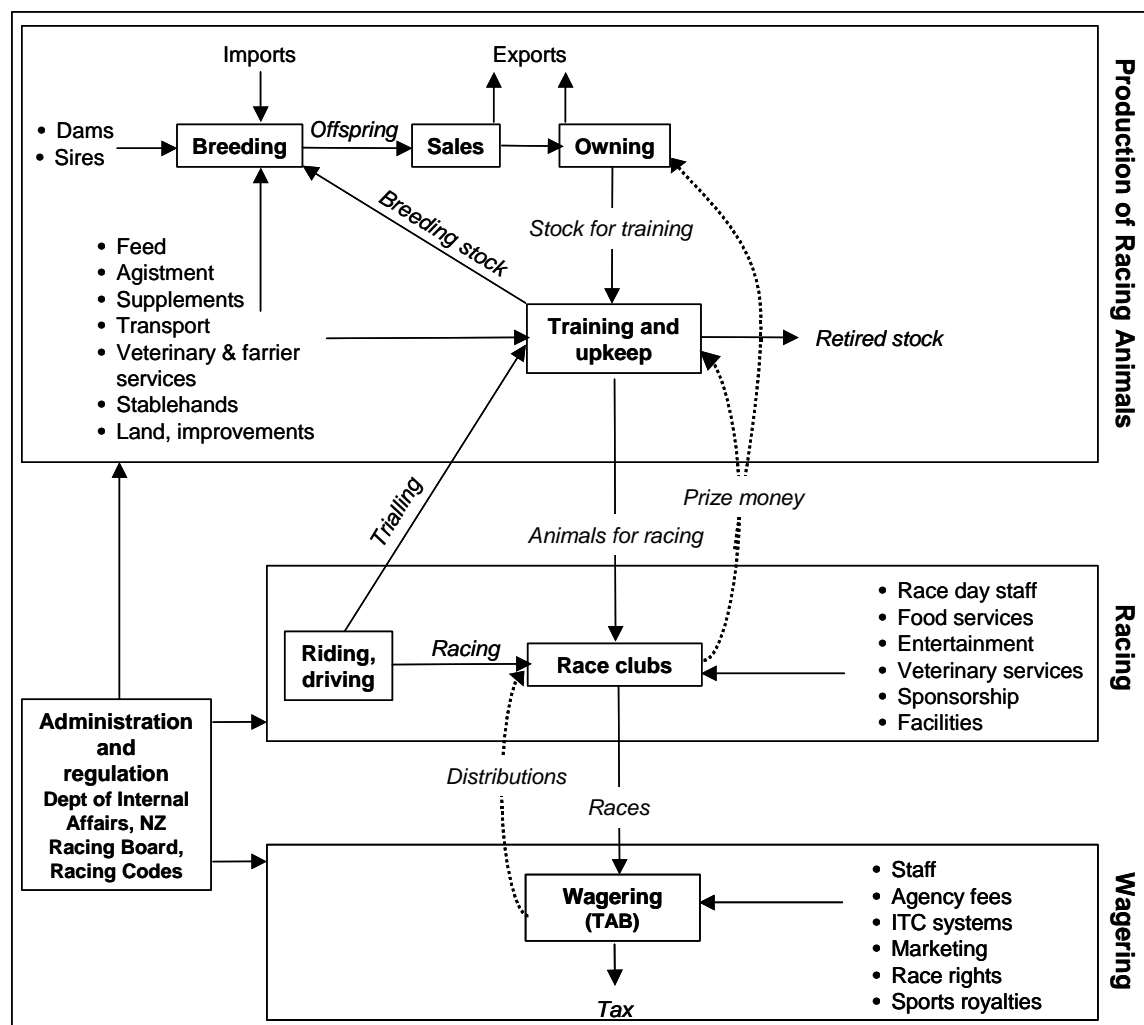 Imports
Exports
• Dams
• Sires
Breeding
Offspring
Sales
Owning
Breeding stock
Stock for training
• Feed
• Agistment
• Supplements
• Transport
• Veterinary & farrier
services
• Stablehands
• Land, improvements
Training and
upkeep
Retired stock
Production of Racing Animals
Trialling
Prize money
Animals for racing
Riding,
driving
Racing
Race clubs
• Race day staff
• Food services
• Entertainment
• Veterinary services
• Sponsorship
• Facilities
Racing
Administration
and
regulation
Dept of Internal
Affairs, NZ
Racing Board,
Racing Codes
Distributions
Races
Wagering
(TAB)
• Staff
• Agency fees
• ITC systems
• Marketing
• Race rights
• Sports royalties
Tax
Wagering